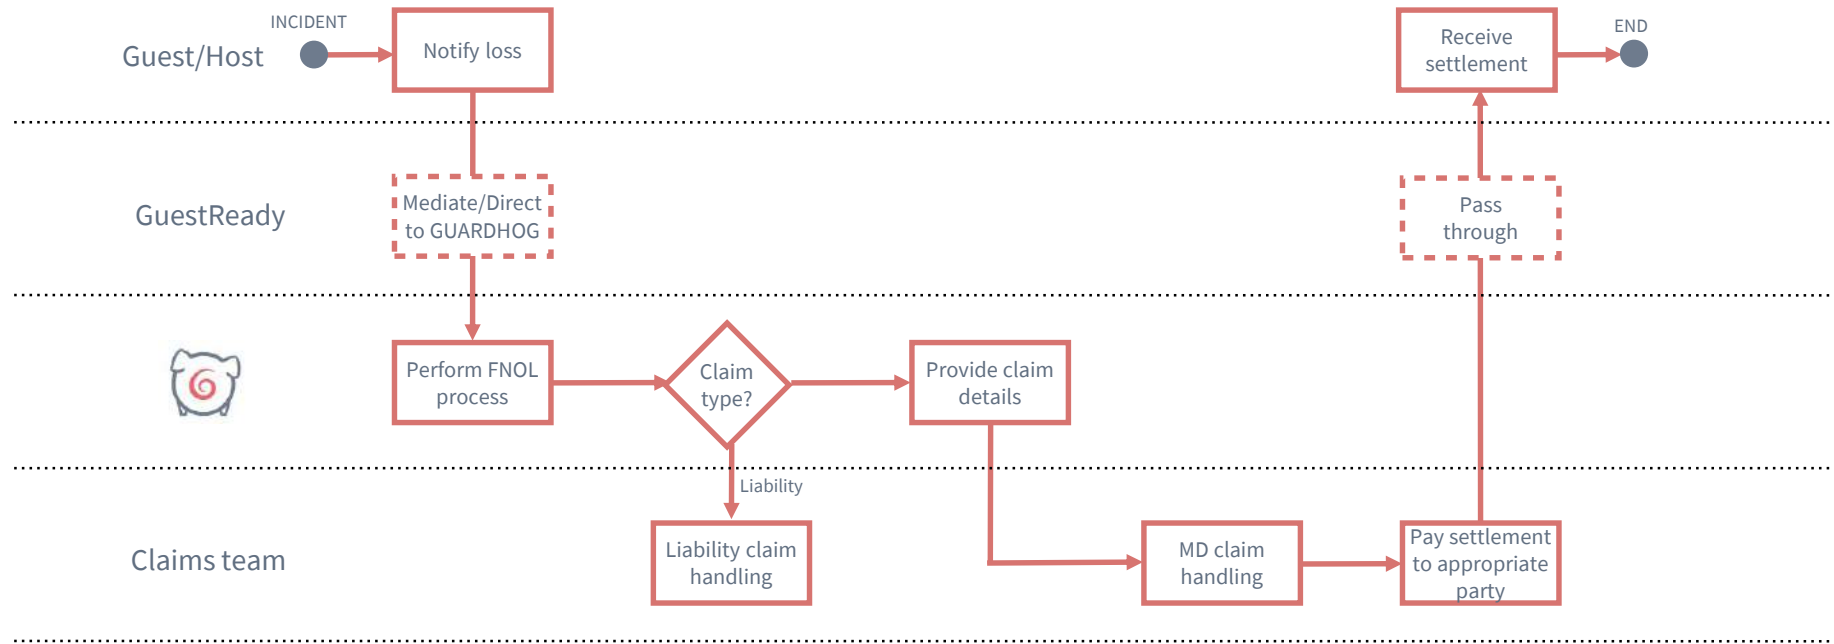 INCIDENT
Guest/Host
Notify loss
Receive
settlement
END
GuestReady
Mediate/Direct
to GUARDHOG
Pass
through
Perform FNOL
process
Claim
type?
Provide claim
details
Liability
Claims team
Liability claim
handling
MD claim
handling
Pay settlement
to appropriate
party